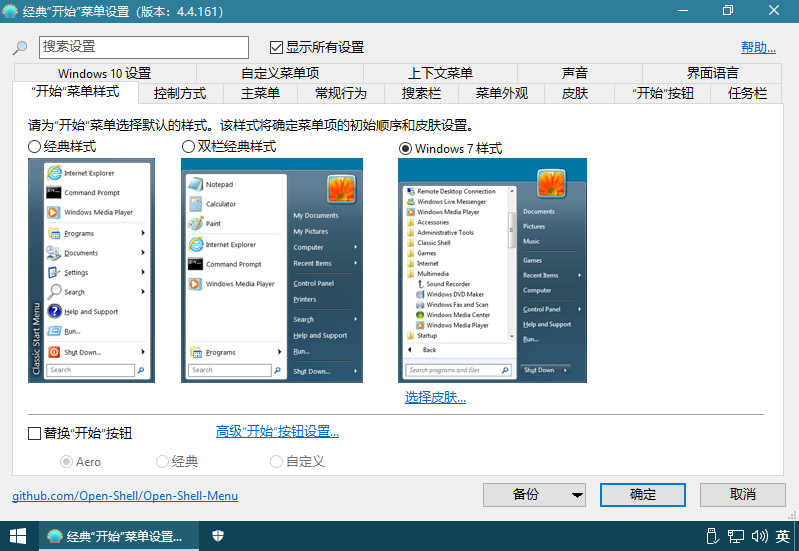 经典“开始”菜单设置（版本：4.4.161）
搜索设置
显示所有设置
帮助...
Windows 10 设置
自定义菜单项
上下文菜单
声音
界面语言
“开始”菜单样式
控制方式
主菜单
常规行为
搜索栏
菜单外观
皮肤
“开始”按钮
任务栏
请为“开始”菜单选择默认的样式。该样式将确定菜单项的初始顺序和皮肤设置。
经典样式
双栏经典样式
Windows 7 样式
Internet Explorer
Command Prompt
Windows Media Player
Programs
Documents
Settings
Search
Help and Support
Run...
Shut Down...
Search
Classic Start Menu
Notepad
Calculator
Paint
Internet Explorer
Command Prompt
Windows Media Player
Programs
Search
My Documents
My Pictures
Computer
Recent Items
Control Panel
Printers
Search
Help and Support
Run...
Shut Down...
Remote Desktop Connection
Windows Live Messenger
Windows Media Player
Accessories
Administrative Tools
Classic Shell
Games
Internet
Multimedia
Sound Recorder
Windows DVD Maker
Windows Fax and Scan
Windows Media Center
Windows Media Player
Startup
Back
Search programs and files
Documents
Pictures
Music
Games
Recent Items
Computer
Control Panel
Help and Support
Run...
Shut Down
选择皮肤...
替换“开始”按钮
高级“开始”按钮设置...
Aero
经典
自定义
github.com/Open-Shell/Open-Shell-Menu
备份
确定
取消
经典“开始”菜单设置...
英